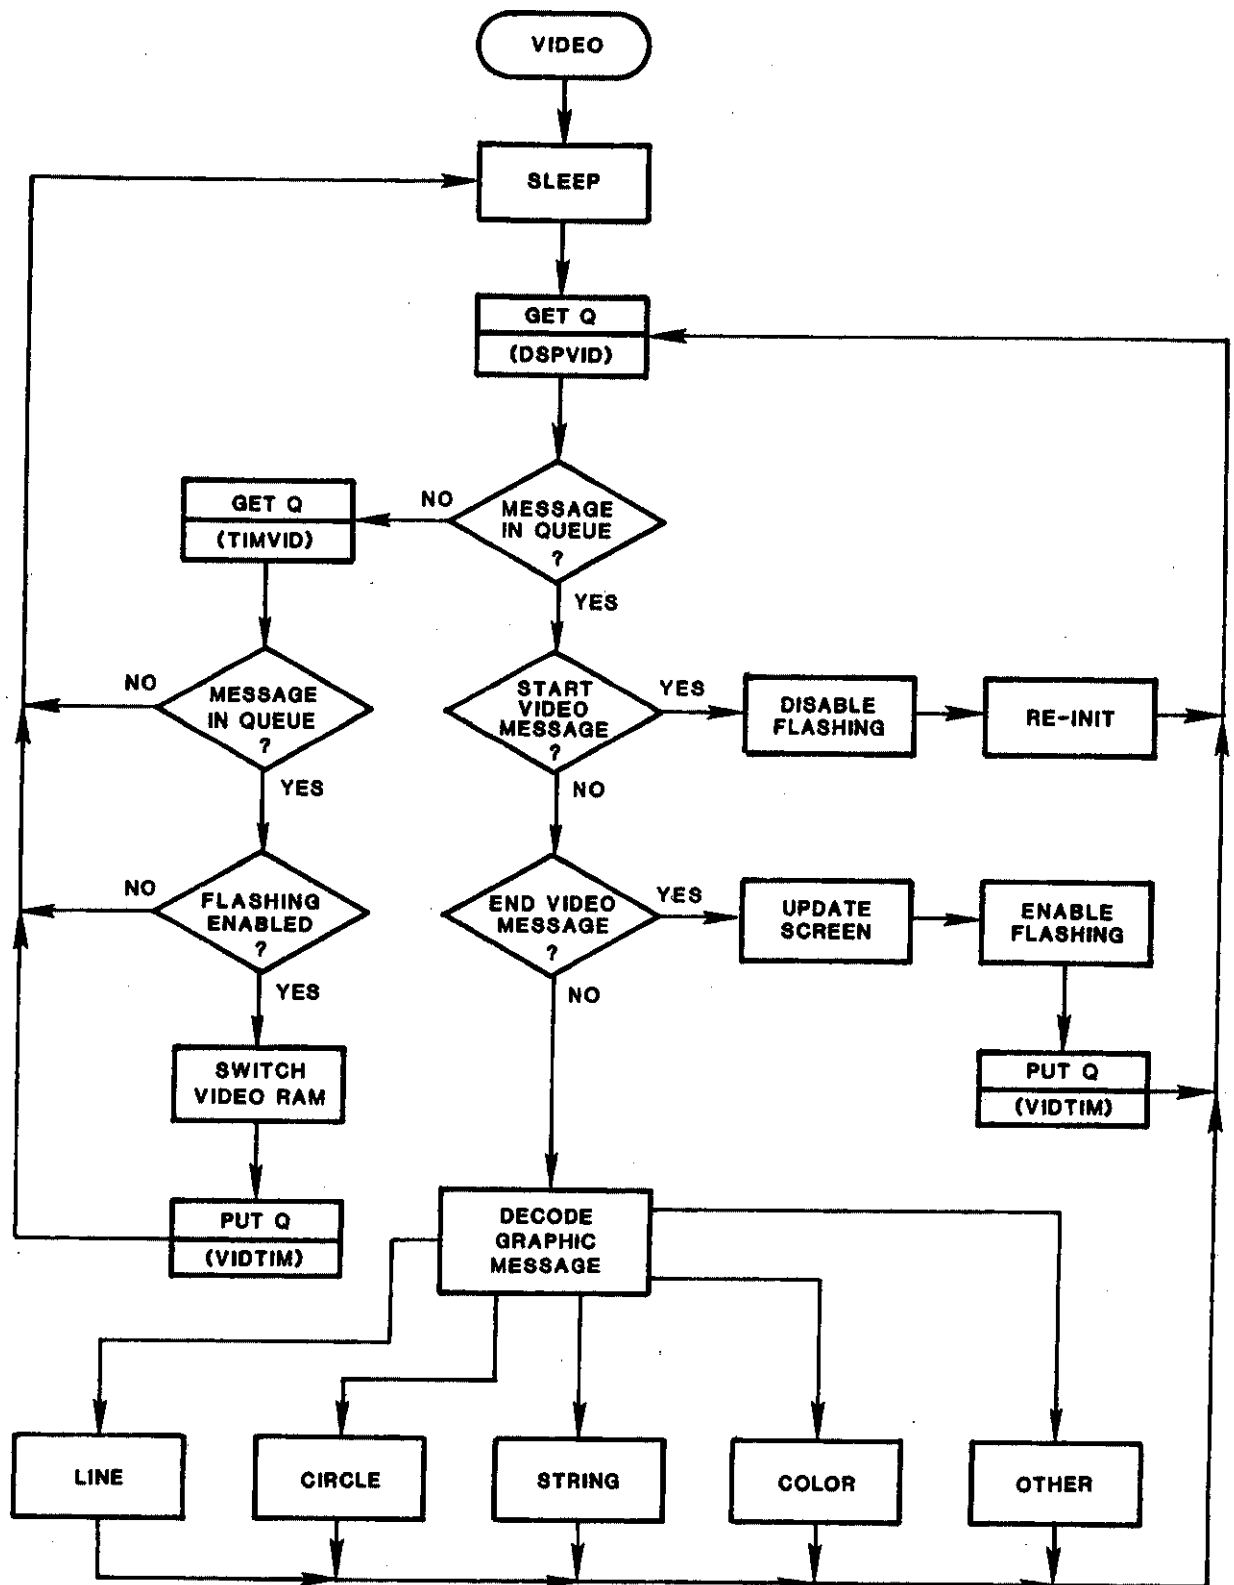 VIDEO
SLEEP
GET Q
(DSPVID)
GET Q
(TIMVID)
NO
MESSAGE
IN QUEUE
?
YES
NO
MESSAGE
IN QUEUE
?
YES
START
VIDEO
MESSAGE
?
YES
NO
DISABLE
FLASHING
RE-INIT
NO
FLASHING
ENABLED
?
YES
END VIDEO
MESSAGE
?
YES
NO
UPDATE
SCREEN
ENABLE
FLASHING
SWITCH
VIDEO RAM
PUT Q
(VIDTIM)
PUT Q
(VIDTIM)
DECODE
GRAPHIC
MESSAGE
LINE
CIRCLE
STRING
COLOR
OTHER